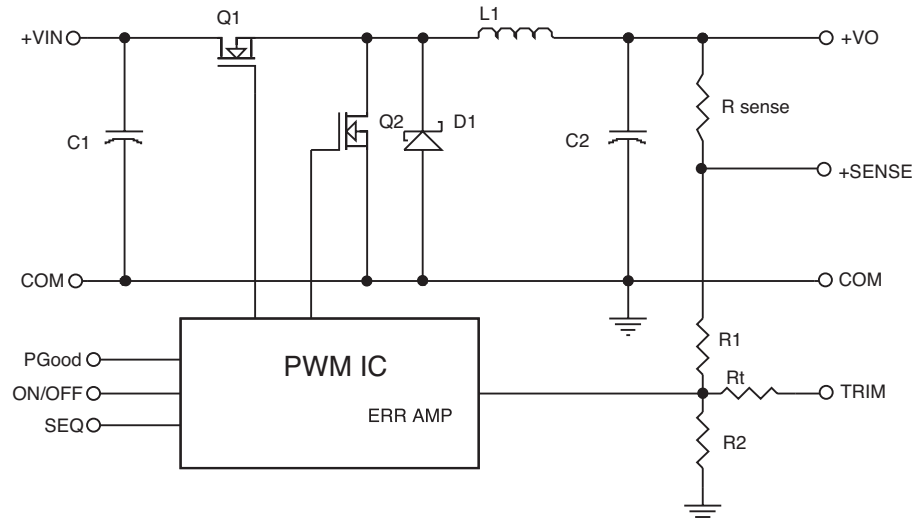 Q1
L1
+VIN
+VO
R sense
C1
Q2
D1
C2
+SENSE
COM
COM
R1
PGood
PWM IC
Rt
ON/OFF
TRIM
ERR AMP
SEQ
R2